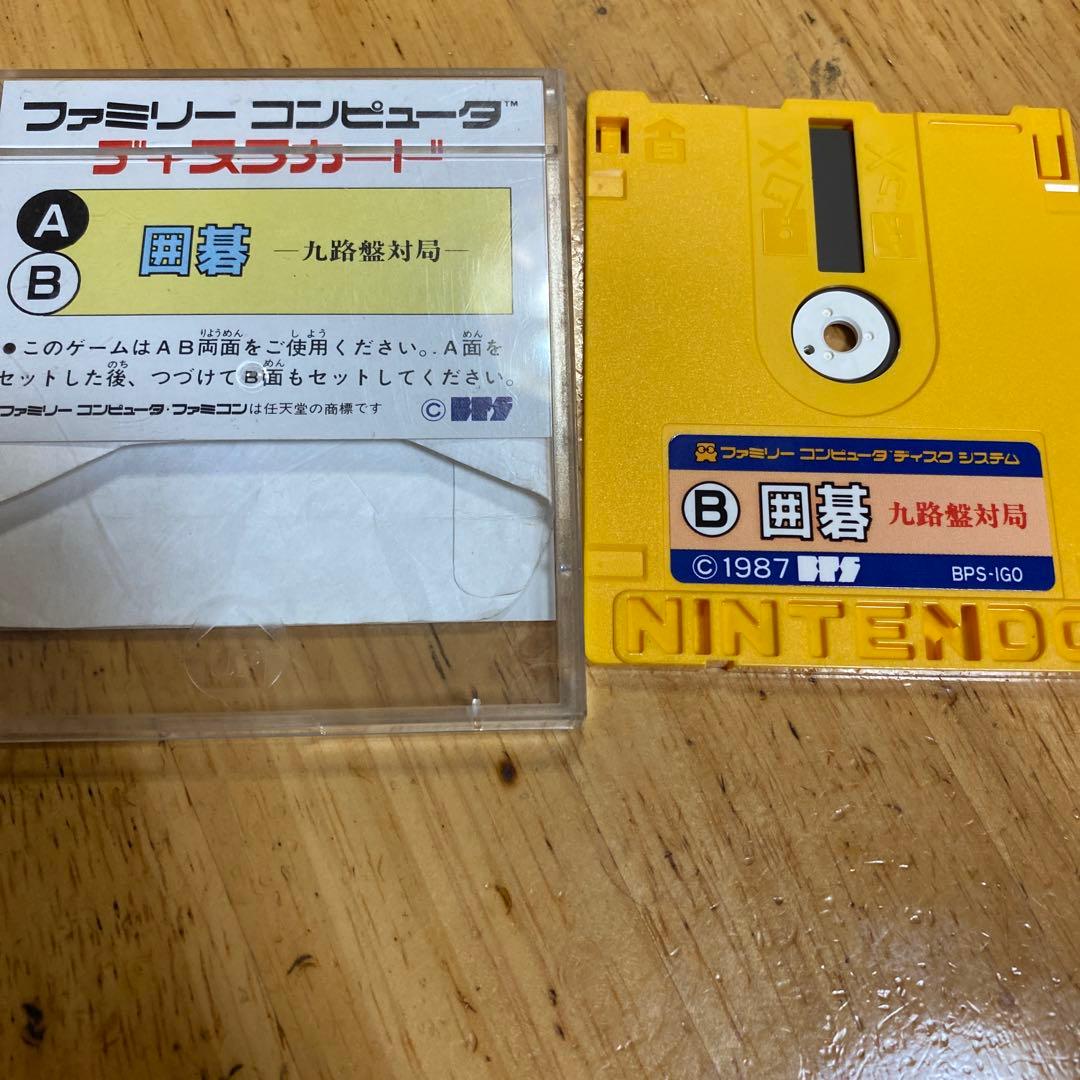 ファミリー コンピュータ™
ディスクカード
A
B
囲碁 —九路盤対局—
●このゲームはAB両面をご使用ください。A面を
セットした後、つづけてB面もセットしてください。
ファミリー コンピュータ・ファミコンは任天堂の商標です
© BPS
ファミリー コンピュータ ディスク システム
B 囲碁 九路盤対局
©1987 BPS BPS-IGO
NINTENDO